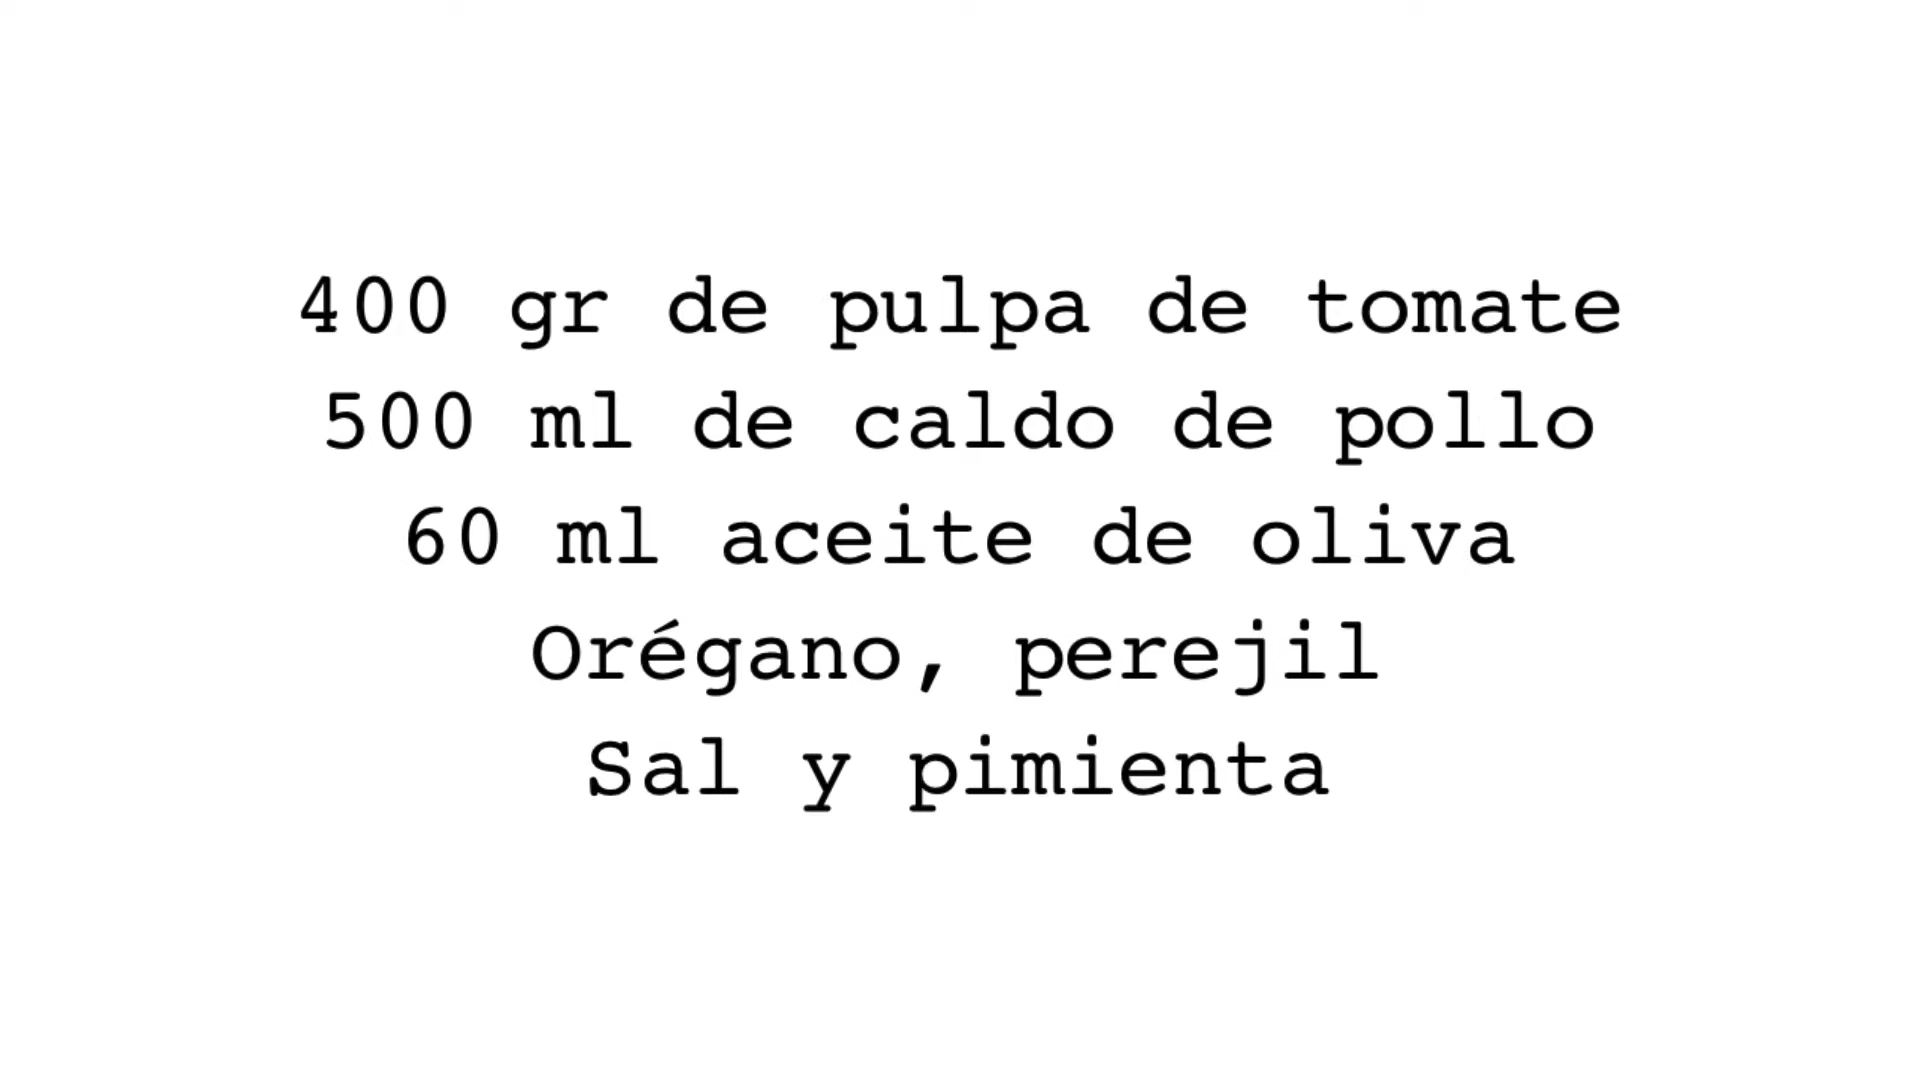 400 gr de pulpa de tomate
500 ml de caldo de pollo
60 ml aceite de oliva
Orégano, perejil
Sal y pimienta